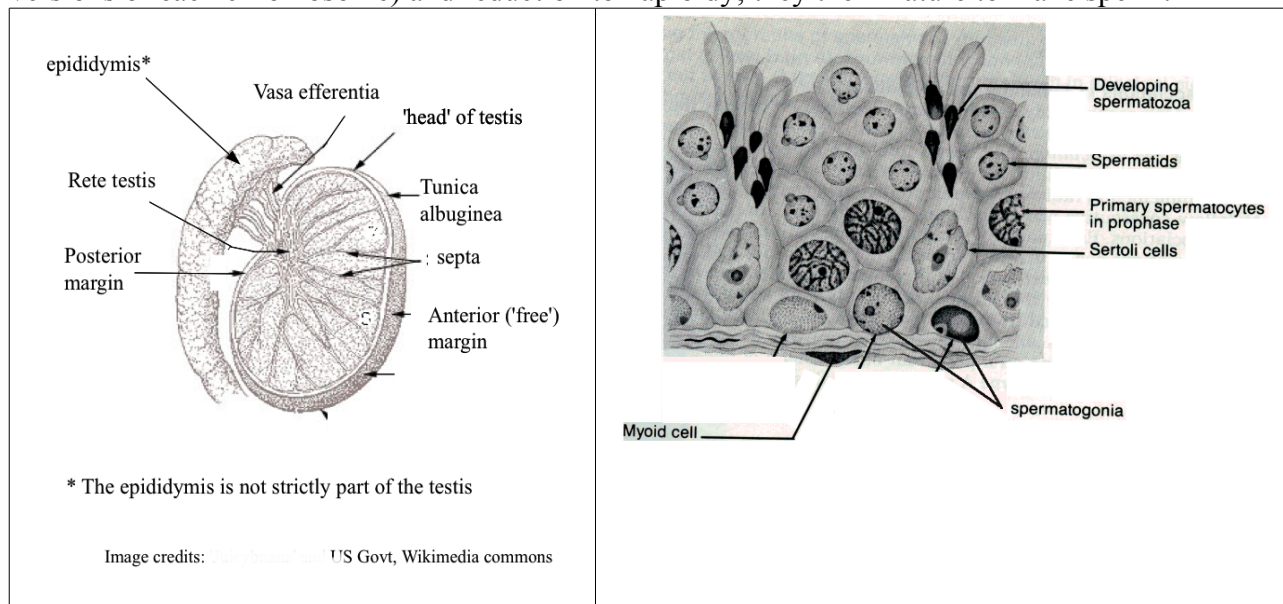 epididymis*
Vasa efferentia
'head' of testis
Rete testis
Tunica
albuginea
Posterior
margin
septa
Anterior ('free')
margin
* The epididymis is not strictly part of the testis
Image credits: and US Govt, Wikimedia commons
Developing
spermatozoa
Spermatids
Primary spermatocytes
in prophase
Sertoli cells
spermatogonia
Myoid cell